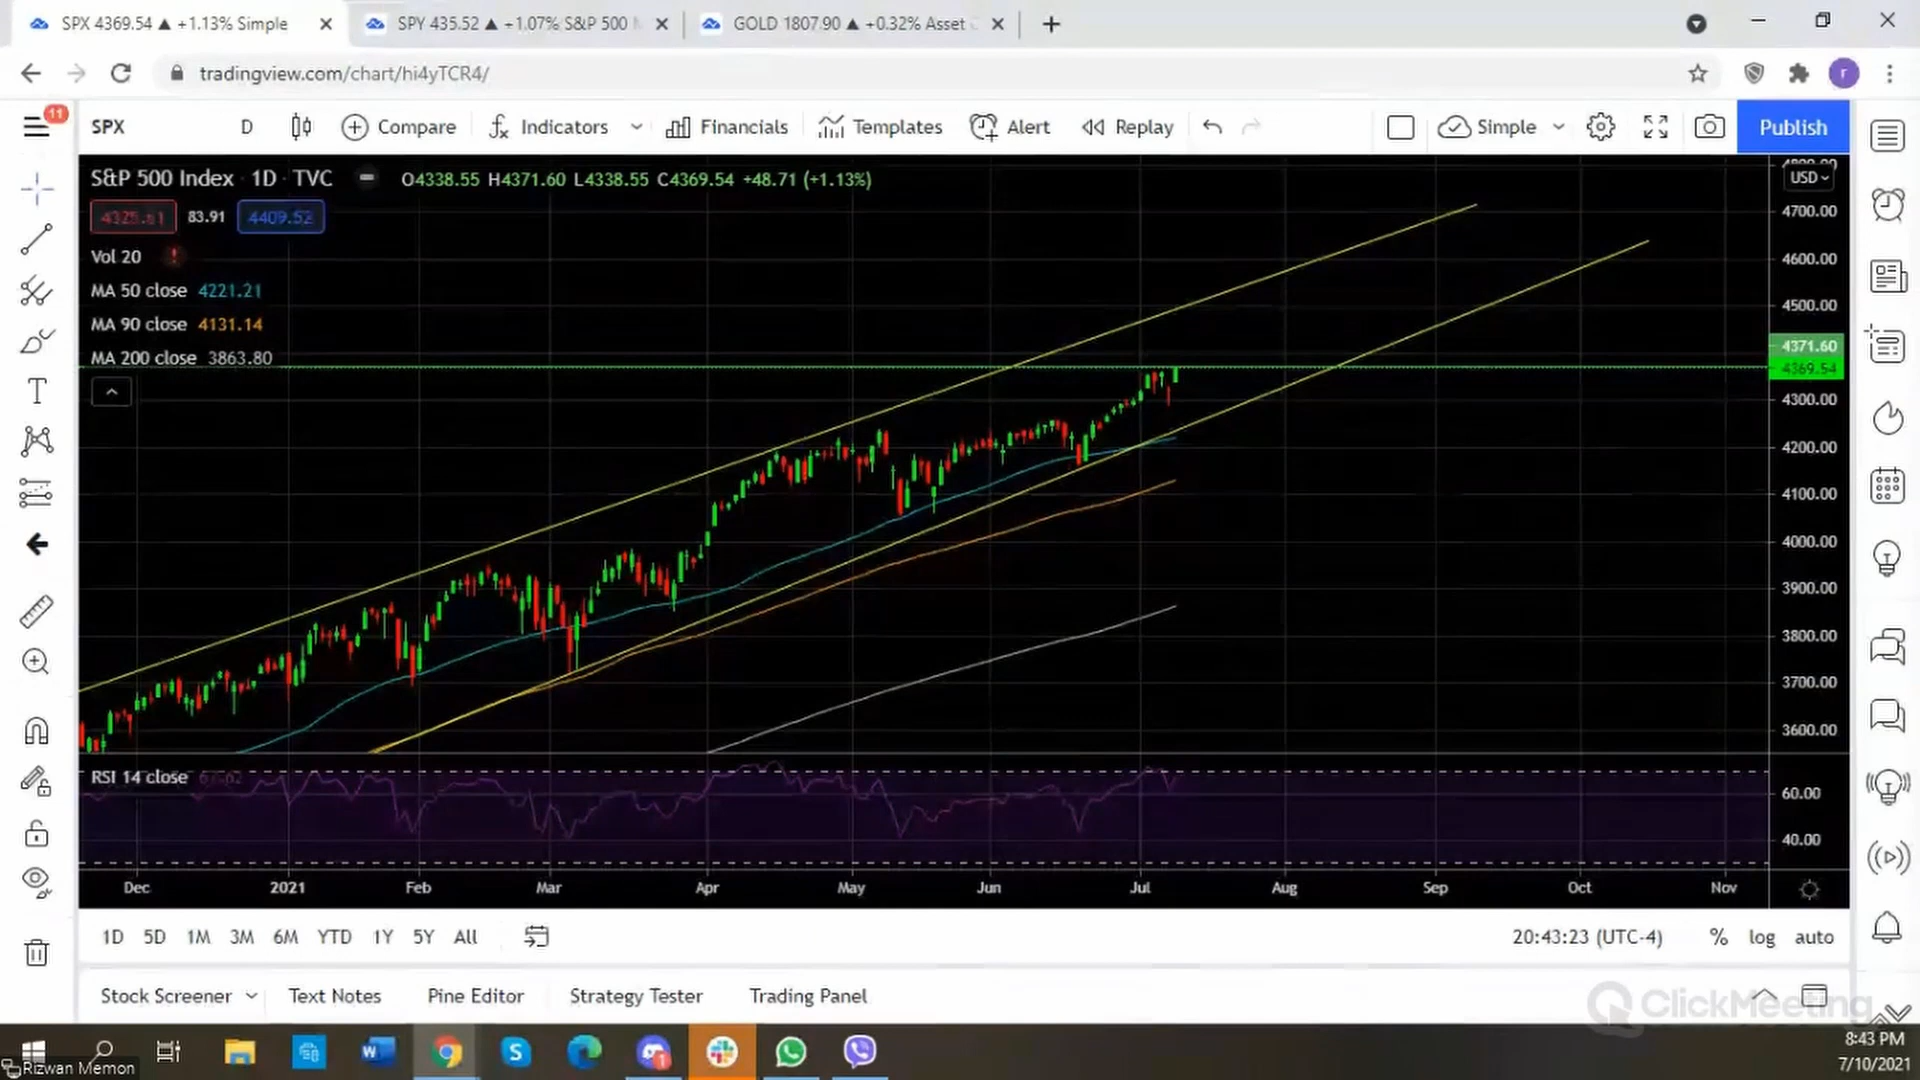 SPX 4369.54 ▲ +1.13% Simple
SPY 435.52 ▲ +1.07% S&P 500
GOLD 1807.90 ▲ +0.32% Asset
tradingview.com/chart/hi4yTCR4/
r
11
SPX
D
Compare
Indicators
Financials
Templates
Alert
Replay
Simple
Publish
S&P 500 Index · 1D · TVC
O4338.55 H4371.60 L4338.55 C4369.54 +48.71 (+1.13%)
83.91
4409.52
Vol 20
MA 50 close 4221.21
MA 90 close 4131.14
MA 200 close 3863.80
USD
4700.00
4600.00
4500.00
4371.60
4369.54
4300.00
4200.00
4100.00
4000.00
3900.00
3800.00
3700.00
3600.00
RSI 14 close
60.00
40.00
Dec
2021
Feb
Mar
Apr
May
Jun
Jul
Aug
Sep
Oct
Nov
1D
5D
1M
3M
6M
YTD
1Y
5Y
All
20:43:23 (UTC-4)
%
log
auto
Stock Screener
Text Notes
Pine Editor
Strategy Tester
Trading Panel
ClickMeeting
Rizwan Memon
8:43 PM
7/10/2021